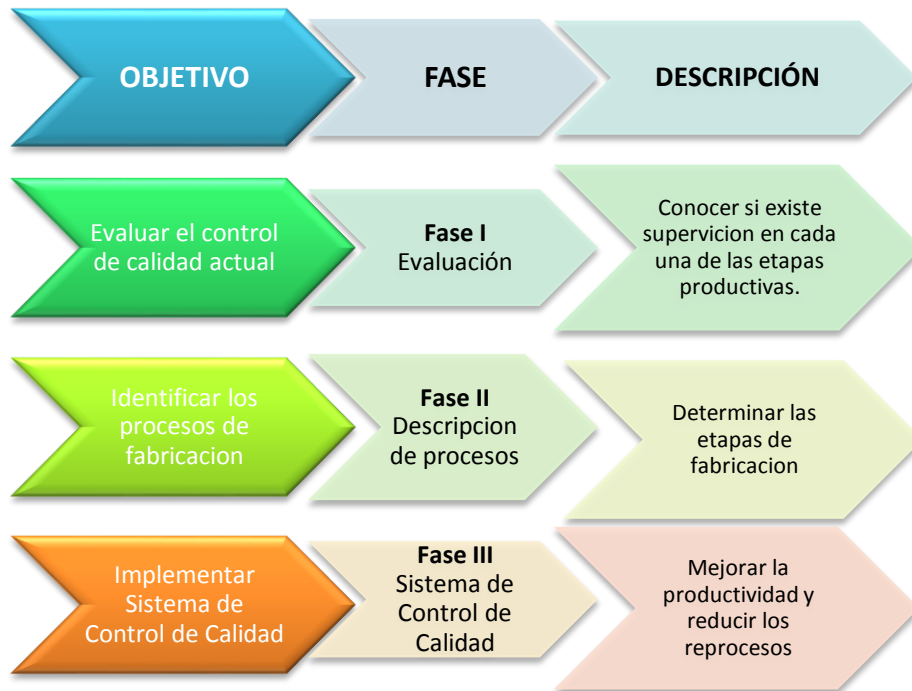 OBJETIVO
FASE
DESCRIPCIÓN
Evaluar el control
de calidad actual
Fase I
Evaluación
Conocer si existe
supervicion en cada
una de las etapas
productivas.
Identificar los
procesos de
fabricacion
Fase II
Descripcion
de procesos
Determinar las
etapas de
fabricacion
Implementar
Sistema de
Control de Calidad
Fase III
Sistema de
Control de
Calidad
Mejorar la
productividad y
reducir los
reprocesos